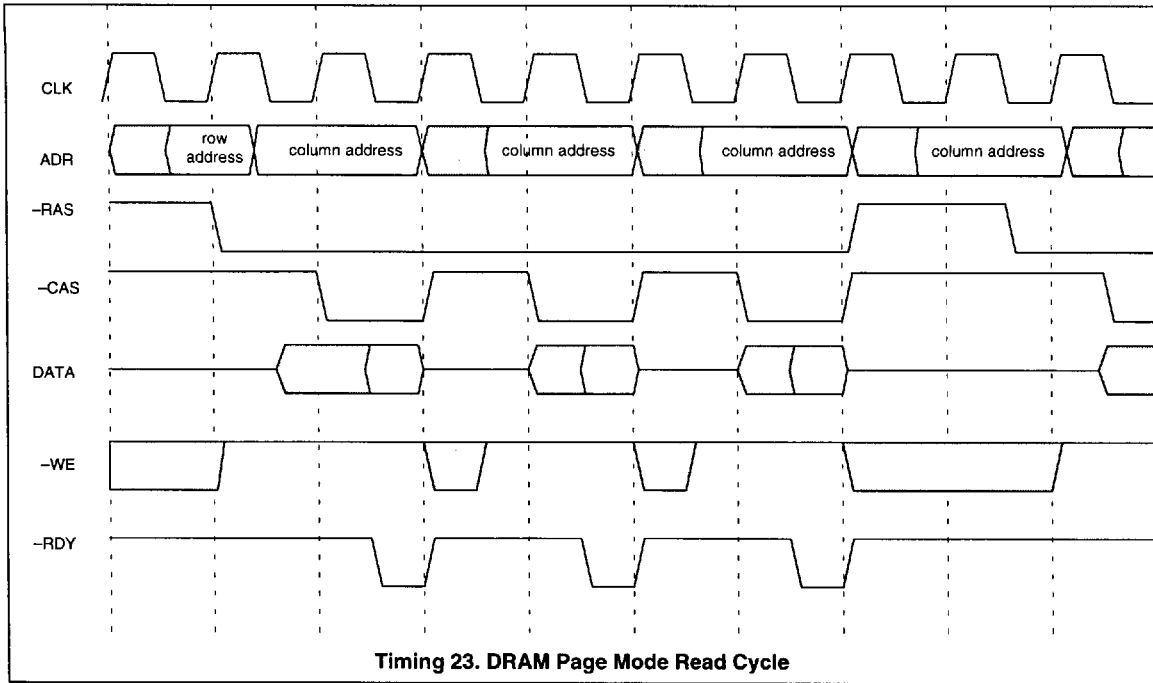 CLK
ADR
row
address
column address
column address
column address
column address
–RAS
–CAS
DATA
–WE
–RDY
Timing 23. DRAM Page Mode Read Cycle